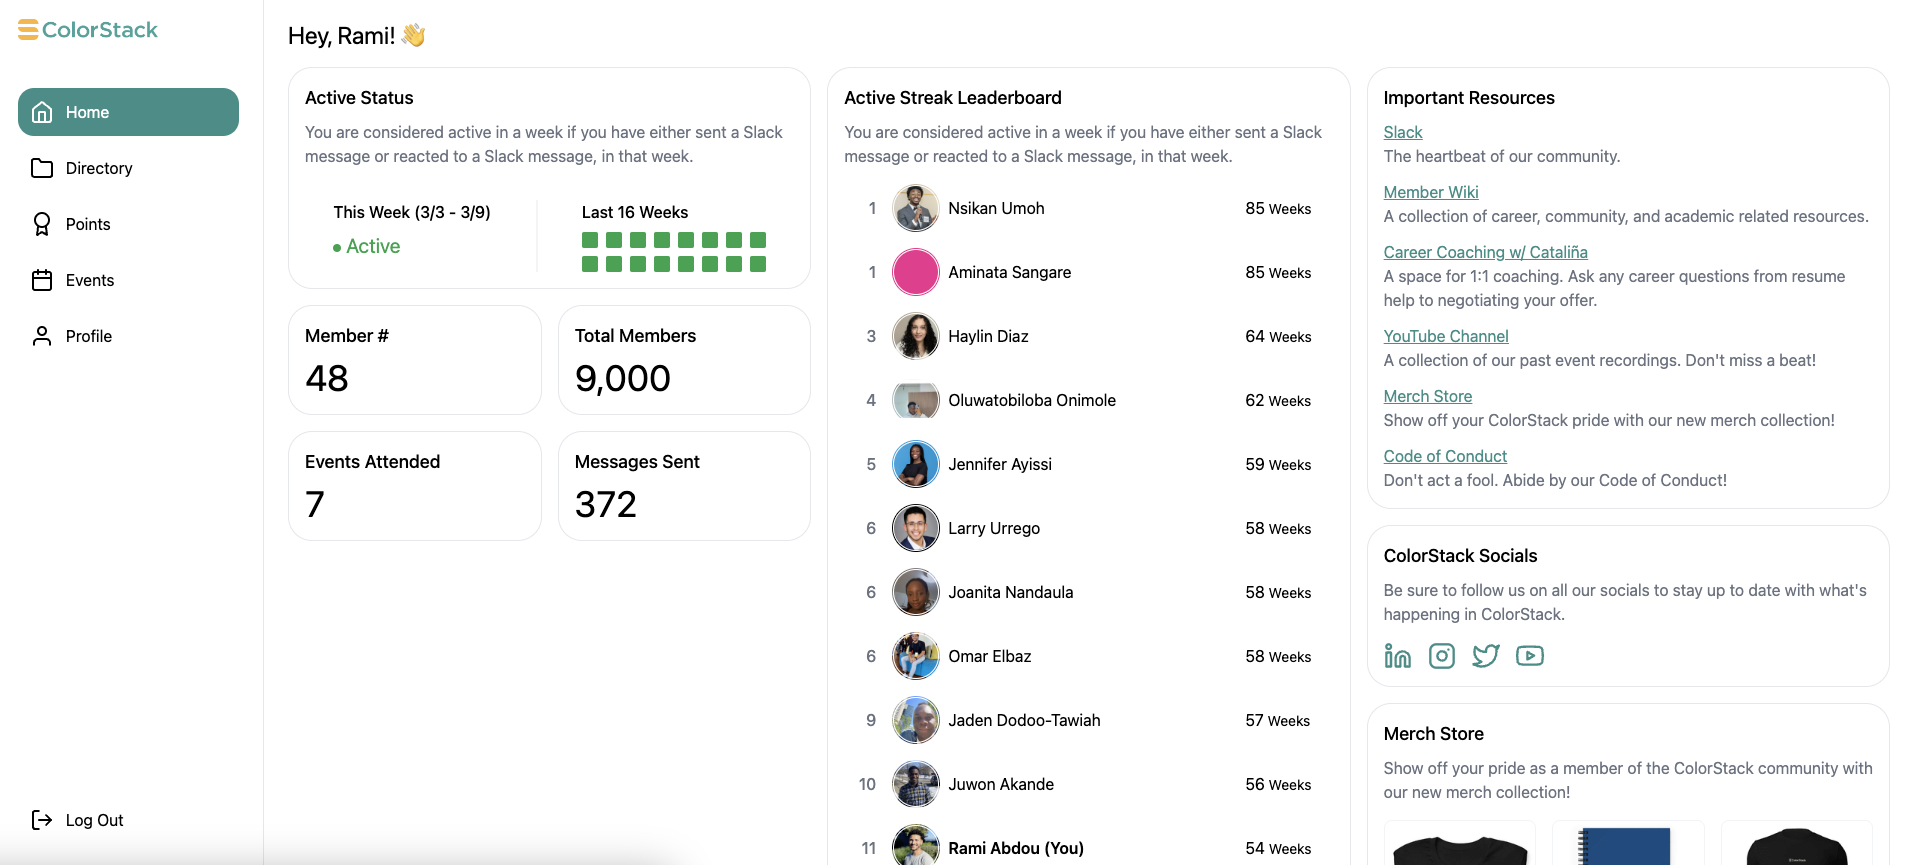 ColorStack
Home
Directory
Points
Events
Profile
Log Out
Hey, Rami! 👋
Active Status
You are considered active in a week if you have either sent a Slack
message or reacted to a Slack message, in that week.
This Week (3/3 - 3/9)
Active
Last 16 Weeks
Member #
48
Total Members
9,000
Events Attended
7
Messages Sent
372
Active Streak Leaderboard
You are considered active in a week if you have either sent a Slack
message or reacted to a Slack message, in that week.
1 Nsikan Umoh 85 Weeks
1 Aminata Sangare 85 Weeks
3 Haylin Diaz 64 Weeks
4 Oluwatobiloba Onimole 62 Weeks
5 Jennifer Ayissi 59 Weeks
6 Larry Urrego 58 Weeks
6 Joanita Nandaula 58 Weeks
6 Omar Elbaz 58 Weeks
9 Jaden Dodoo-Tawiah 57 Weeks
10 Juwon Akande 56 Weeks
11 Rami Abdou (You) 54 Weeks
Important Resources
Slack
The heartbeat of our community.
Member Wiki
A collection of career, community, and academic related resources.
Career Coaching w/ Cataliña
A space for 1:1 coaching. Ask any career questions from resume
help to negotiating your offer.
YouTube Channel
A collection of our past event recordings. Don't miss a beat!
Merch Store
Show off your ColorStack pride with our new merch collection!
Code of Conduct
Don't act a fool. Abide by our Code of Conduct!
ColorStack Socials
Be sure to follow us on all our socials to stay up to date with what's
happening in ColorStack.
Merch Store
Show off your pride as a member of the ColorStack community with
our new merch collection!